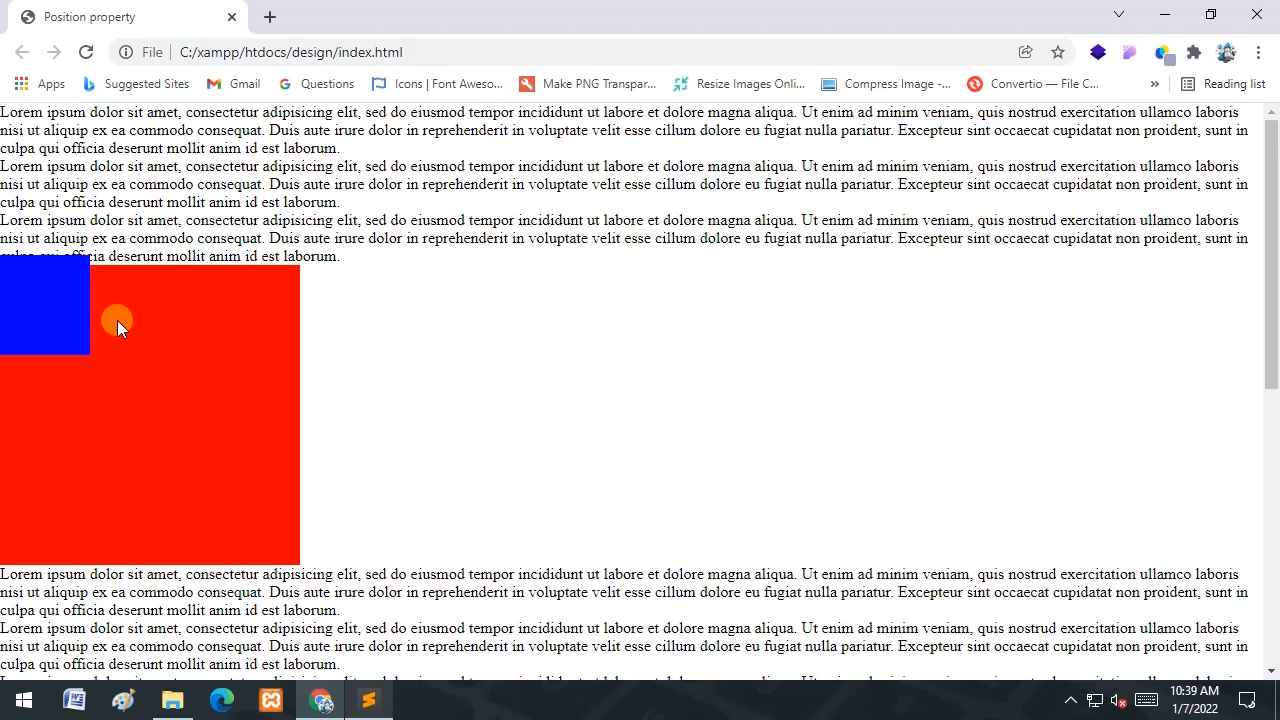 Position property
File C:/xampp/htdocs/design/index.html
Apps Suggested Sites Gmail Questions Icons | Font Aweso... Make PNG Transpar... Resize Images Onli... Compress Image -... Convertio — File C... » Reading list
Lorem ipsum dolor sit amet, consectetur adipisicing elit, sed do eiusmod tempor incididunt ut labore et dolore magna aliqua. Ut enim ad minim veniam, quis nostrud exercitation ullamco laboris
nisi ut aliquip ex ea commodo consequat. Duis aute irure dolor in reprehenderit in voluptate velit esse cillum dolore eu fugiat nulla pariatur. Excepteur sint occaecat cupidatat non proident, sunt in
culpa qui officia deserunt mollit anim id est laborum.
Lorem ipsum dolor sit amet, consectetur adipisicing elit, sed do eiusmod tempor incididunt ut labore et dolore magna aliqua. Ut enim ad minim veniam, quis nostrud exercitation ullamco laboris
nisi ut aliquip ex ea commodo consequat. Duis aute irure dolor in reprehenderit in voluptate velit esse cillum dolore eu fugiat nulla pariatur. Excepteur sint occaecat cupidatat non proident, sunt in
culpa qui officia deserunt mollit anim id est laborum.
Lorem ipsum dolor sit amet, consectetur adipisicing elit, sed do eiusmod tempor incididunt ut labore et dolore magna aliqua. Ut enim ad minim veniam, quis nostrud exercitation ullamco laboris
nisi ut aliquip ex ea commodo consequat. Duis aute irure dolor in reprehenderit in voluptate velit esse cillum dolore eu fugiat nulla pariatur. Excepteur sint occaecat cupidatat non proident, sunt in
deserunt mollit anim id est laborum.
Lorem ipsum dolor sit amet, consectetur adipisicing elit, sed do eiusmod tempor incididunt ut labore et dolore magna aliqua. Ut enim ad minim veniam, quis nostrud exercitation ullamco laboris
nisi ut aliquip ex ea commodo consequat. Duis aute irure dolor in reprehenderit in voluptate velit esse cillum dolore eu fugiat nulla pariatur. Excepteur sint occaecat cupidatat non proident, sunt in
culpa qui officia deserunt mollit anim id est laborum.
Lorem ipsum dolor sit amet, consectetur adipisicing elit, sed do eiusmod tempor incididunt ut labore et dolore magna aliqua. Ut enim ad minim veniam, quis nostrud exercitation ullamco laboris
nisi ut aliquip ex ea commodo consequat. Duis aute irure dolor in reprehenderit in voluptate velit esse cillum dolore eu fugiat nulla pariatur. Excepteur sint occaecat cupidatat non proident, sunt in
culpa qui officia deserunt mollit anim id est laborum.
10:39 AM
1/7/2022